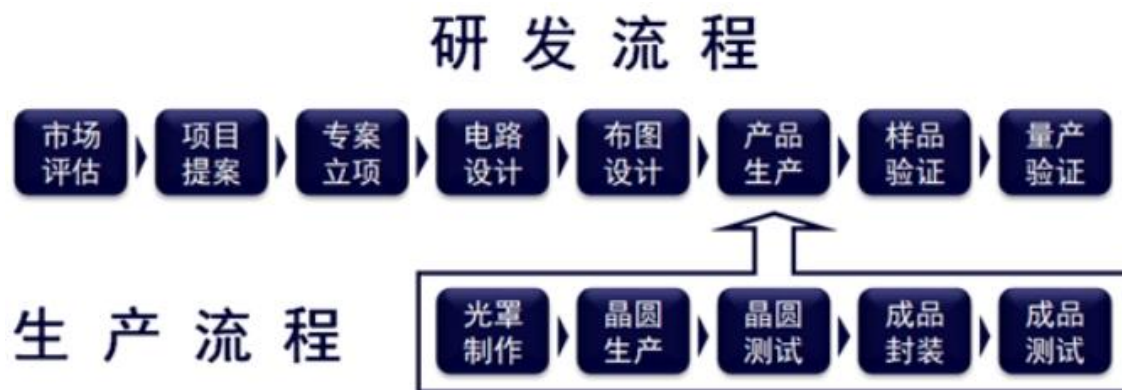 研发流程
市场
评估
项目
提案
专案
立项
电路
设计
布图
设计
产品
生产
样品
验证
量产
验证
生产流程
光罩
制作
晶圆
生产
晶圆
测试
成品
封装
成品
测试